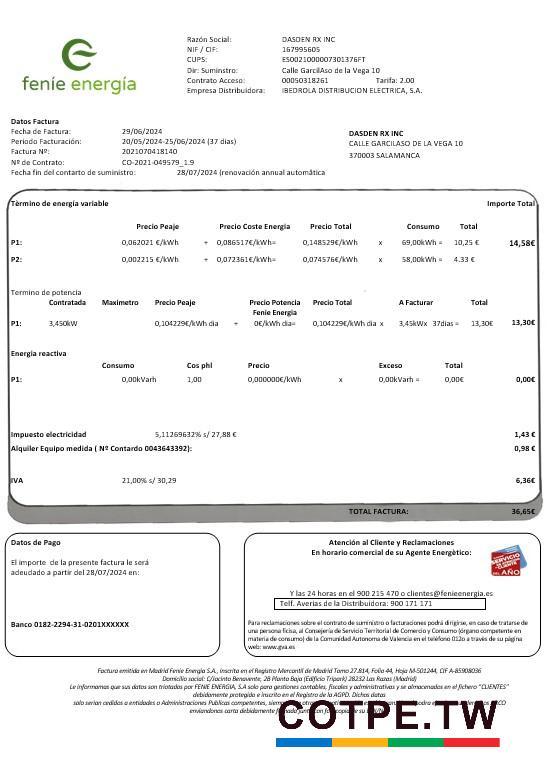 feníe energía
Razón Social: DASDEN RX INC
NIF / CIF: 167995605
CUPS: ES0021000007301376FT
Dir: Suminstro: Calle GarcilAso de la Vega 10
Contrato Acceso: 00050318261 Tarifa: 2.00
Empresa Distribuidora: IBEDROLA DISTRIBUCION ELECTRICA, S.A.
Datos Factura
Fecha de Factura: 29/06/2024
Periodo Facturación: 20/05/2024-25/06/2024 (37 dias)
Factura Nº: 2021070418140
Nº de Contrato: CO-2021-049579_1.9
Fecha fin del contarto de suministro: 28/07/2024 (renovación annual automática
DASDEN RX INC
CALLE GARCILASO DE LA VEGA 10
370003 SALAMANCA
Término de energía variable Importe Total
Precio Peaje Precio Coste Energia Precio Total Consumo Total
P1: 0,062021 €/kWh + 0,086517€/kWh= 0,148529€/kWh x 69,00kWh = 10,25 € 14,58€
P2: 0,002215 €/kWh + 0,072361€/kWh= 0,074576€/kWh x 58,00kWh = 4.33 €
Termino de potencia
Contratada Maximetro Precio Peaje Precio Potencia Fenie Energia Precio Total A Facturar Total
P1: 3,450kW 0,104229€/kWh dia + 0€/kWh dia= 0,104229€/kWh dia x 3,45kWx 37dias = 13,30€ 13,30€
Energia reactiva
Consumo Cos phl Precio Exceso Total
P1: 0,00kVarh 1,00 0,000000€/kWh x 0,00kWarh = 0,00€ 0,00€
Impuesto electricidad 5,11269632% s/ 27,88 € 1,43 €
Alquiler Equipo medida ( Nº Contardo 0043643392): 0,98 €
IVA 21,00% s/ 30,29 6,36€
TOTAL FACTURA: 36,65€
Datos de Pago
El importe de la presente factura le será
adeudado a partir del 28/07/2024 en:
Banco 0182-2294-31-0201XXXXXX
Atención al Cliente y Reclamaciones
En horario comercial de su Agente Energètico:
SERVICIO DE ATENCIÓN AL CLIENTE DEL AÑO
Y las 24 horas en el 900 215 470 o clientes@fenieenergia.es
Telf. Averias de la Distribuidora: 900 171 171
Para reclamaciones sobre el contrato de suministro o facturaciones podrá dirigirse, en caso de tratarse de
una persona ficisa, al Consejería de Servicio Territorial de Comercio y Consumo (órgano competente en
materia de consumo) de la Comunidad Autonoma de Valencia en el teléfono 012o a través de su página
web: www.gva.es
Factura emitida en Madrid Fenie Energia S.A., inscrita en el Registro Mercantil de Madrid Tomo 27.814, Folio 44, Hoja M-501244, CIF A-85908036
Domicilio social: C/Jacinto Benavente, 2B Planta Baja (Edificio Tripark) 28232 Las Rozas (Madrid)
Le informamos que sus datos son tratados por FENIE ENERGIA, S.A solo para gestiones contables, fiscales y administrativas y se almacenados en el fichero "CLIENTES"
debidamente protegida e inscrito en el Registro de la AGPD. Dichos datos
solo serían cedidas a entidades o Administraciones Publicas competentes,
enviandonos carta debidamente
COTPE.TW